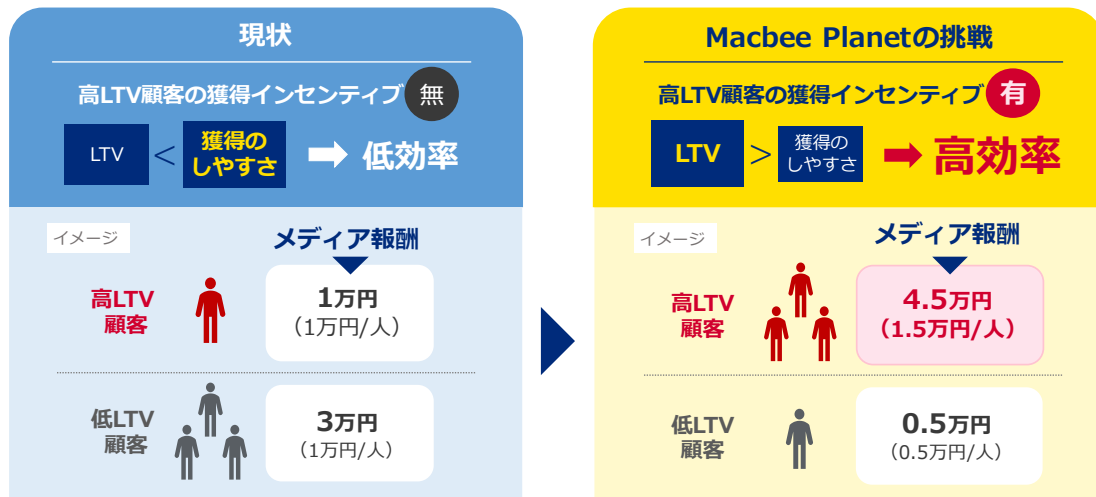 現状
高LTV顧客の獲得インセンティブ 無
LTV < 獲得の
しやすさ
低効率
イメージ
メディア報酬
高LTV
顧客
1万円
（1万円/人）
低LTV
顧客
3万円
（1万円/人）
Macbee Planetの挑戦
高LTV顧客の獲得インセンティブ 有
LTV > 獲得の
しやすさ
高効率
イメージ
メディア報酬
高LTV
顧客
4.5万円
（1.5万円/人）
低LTV
顧客
0.5万円
（0.5万円/人）